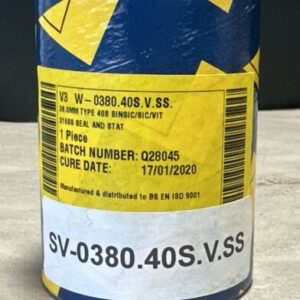 V3 W-0380.40S.V.SS.
38.0MM TYPE 40S SINSIC/SIC/VIT
316SS SEAL AND STAT
1 Piece
BATCH NUMBER: Q28045
CURE DATE: 17/01/2020
Manufactured & distributed to BS EN ISO 9001
SV-0380.40S.V.SS